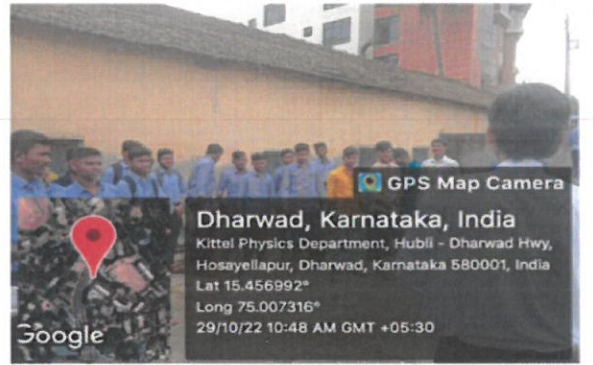 GPS Map Camera
Dharwad, Karnataka, India
Kittel Physics Department, Hubli - Dharwad Hwy,
Hosayellapur, Dharwad, Karnataka 580001, India
Lat 15.456992°
Long 75.007316°
29/10/22 10:48 AM GMT +05:30
Google